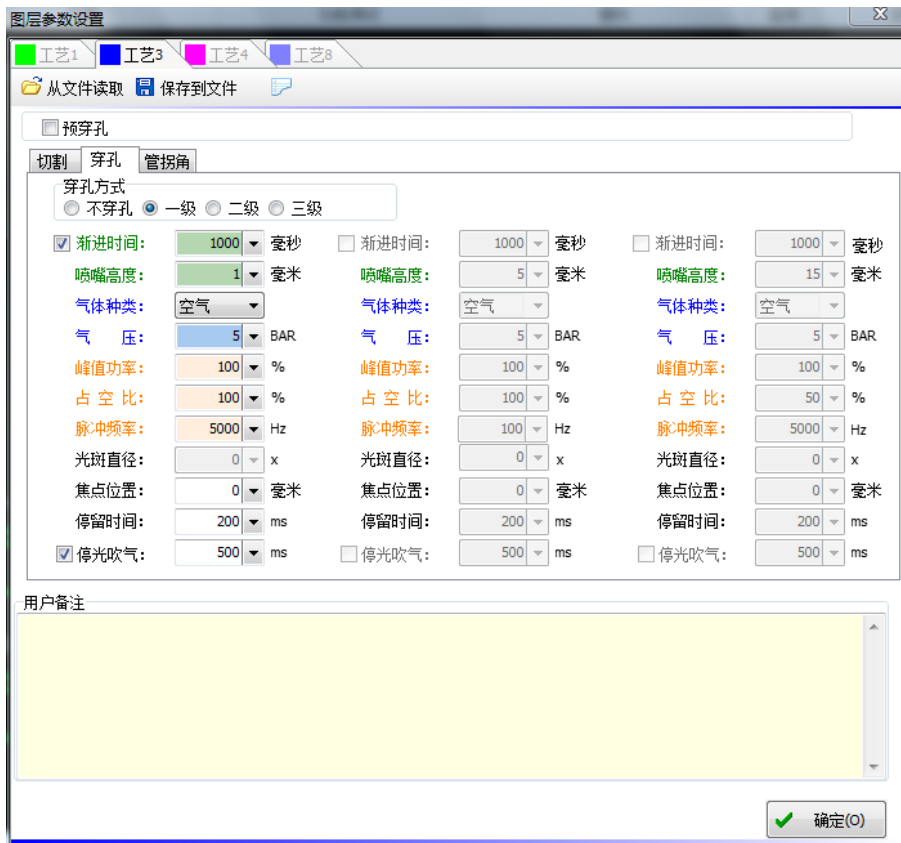 图层参数设置
工艺1 工艺3 工艺4 工艺8
从文件读取 保存到文件
预穿孔
切割 穿孔 管拐角
穿孔方式
不穿孔 一级 二级 三级
渐进时间: 1000 毫秒 渐进时间: 1000 毫秒 渐进时间: 1000 毫秒
喷嘴高度: 1 毫米 喷嘴高度: 5 毫米 喷嘴高度: 15 毫米
气体种类: 空气 气体种类: 空气 气体种类: 空气
气 压: 5 BAR 气 压: 5 BAR 气 压: 5 BAR
峰值功率: 100 % 峰值功率: 100 % 峰值功率: 100 %
占 空 比: 100 % 占 空 比: 100 % 占 空 比: 50 %
脉冲频率: 5000 Hz 脉冲频率: 100 Hz 脉冲频率: 5000 Hz
光斑直径: 0 x 光斑直径: 0 x 光斑直径: 0 x
焦点位置: 0 毫米 焦点位置: 0 毫米 焦点位置: 0 毫米
停留时间: 200 ms 停留时间: 200 ms 停留时间: 200 ms
停光吹气: 500 ms 停光吹气: 500 ms 停光吹气: 500 ms
用户备注
确定(O)